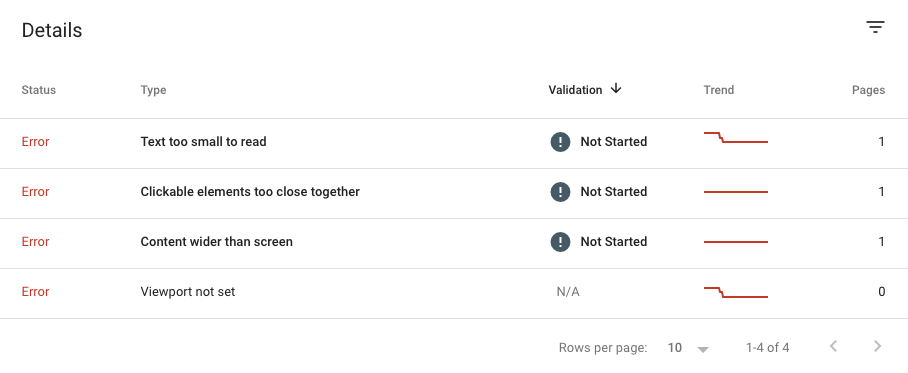 Details
Status Type Validation Trend Pages
Error Text too small to read Not Started 1
Error Clickable elements too close together Not Started 1
Error Content wider than screen Not Started 1
Error Viewport not set N/A 0
Rows per page: 10 1-4 of 4